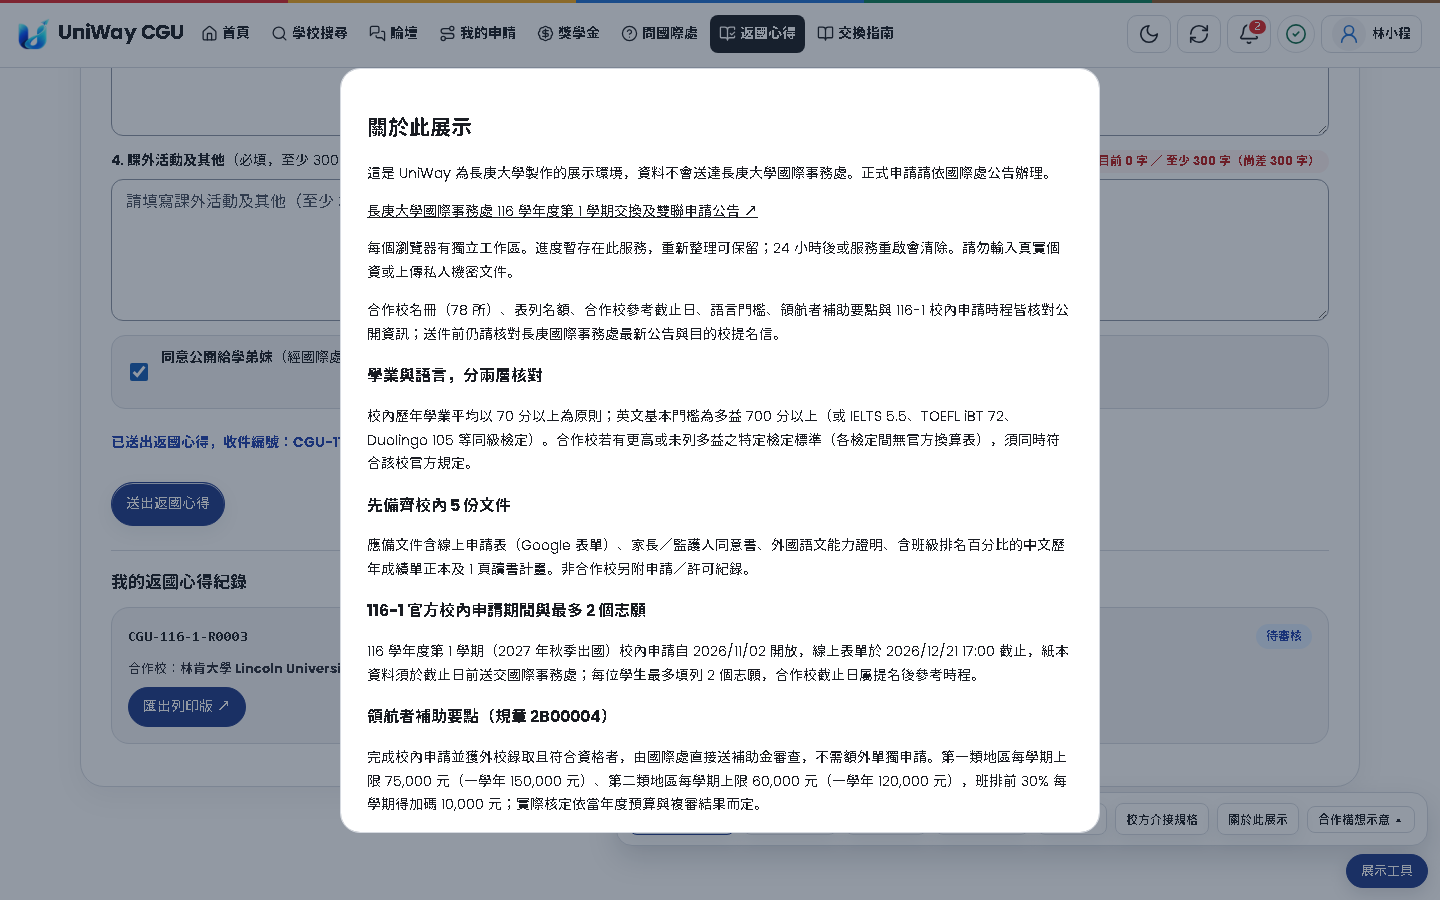 UniWay CGU
首頁
學校搜尋
論壇
我的申請
獎學金
問國際處
返國心得
交換指南
2
林小程
4. 課外活動及其他（必填，至少 300
目前 0 字／至少 300 字（尚差 300 字）
請填寫課外活動及其他（至少
同意公開給學弟妹（經國際處
已送出返國心得，收件編號：CGU-11
送出返國心得
我的返國心得紀錄
CGU-116-1-R0003
待審核
合作校：林肯大學 Lincoln Universi
匯出列印版 ↗
關於此展示
這是 UniWay 為長庚大學製作的展示環境，資料不會送達長庚大學國際事務處。正式申請請依國際處公告辦理。
長庚大學國際事務處 116 學年度第 1 學期交換及雙聯申請公告 ↗
每個瀏覽器有獨立工作區。進度暫存在此服務，重新整理可保留；24 小時後或服務重啟會清除。請勿輸入真實個
資或上傳私人機密文件。
合作校名冊（78 所）、表列名額、合作校參考截止日、語言門檻、領航者補助要點與 116-1 校內申請時程皆核對公
開資訊；送件前仍請核對長庚國際事務處最新公告與目的校提名信。
學業與語言，分兩層核對
校內歷年學業平均以 70 分以上為原則；英文基本門檻為多益 700 分以上（或 IELTS 5.5、TOEFL iBT 72、
Duolingo 105 等同級檢定）。合作校若有更高或未列多益之特定檢定標準（各檢定間無官方換算表），須同時符
合該校官方規定。
先備齊校內 5 份文件
應備文件含線上申請表（Google 表單）、家長／監護人同意書、外國語文能力證明、含班級排名百分比的中文歷
年成績單正本及 1 頁讀書計畫。非合作校另附申請／許可紀錄。
116-1 官方校內申請期間與最多 2 個志願
116 學年度第 1 學期（2027 年秋季出國）校內申請自 2026/11/02 開放，線上表單於 2026/12/21 17:00 截止，紙本
資料須於截止日前送交國際事務處；每位學生最多填列 2 個志願，合作校截止日屬提名後參考時程。
領航者補助要點（規章 2B00004）
完成校內申請並獲外校錄取且符合資格者，由國際處直接送補助金審查，不需額外單獨申請。第一類地區每學期上
限 75,000 元（一學年 150,000 元）、第二類地區每學期上限 60,000 元（一學年 120,000 元），班排前 30% 每
學期得加碼 10,000 元；實際核定依當年度預算與複審結果而定。
校方介接規格
關於此展示
合作構想示意 ▲
展示工具